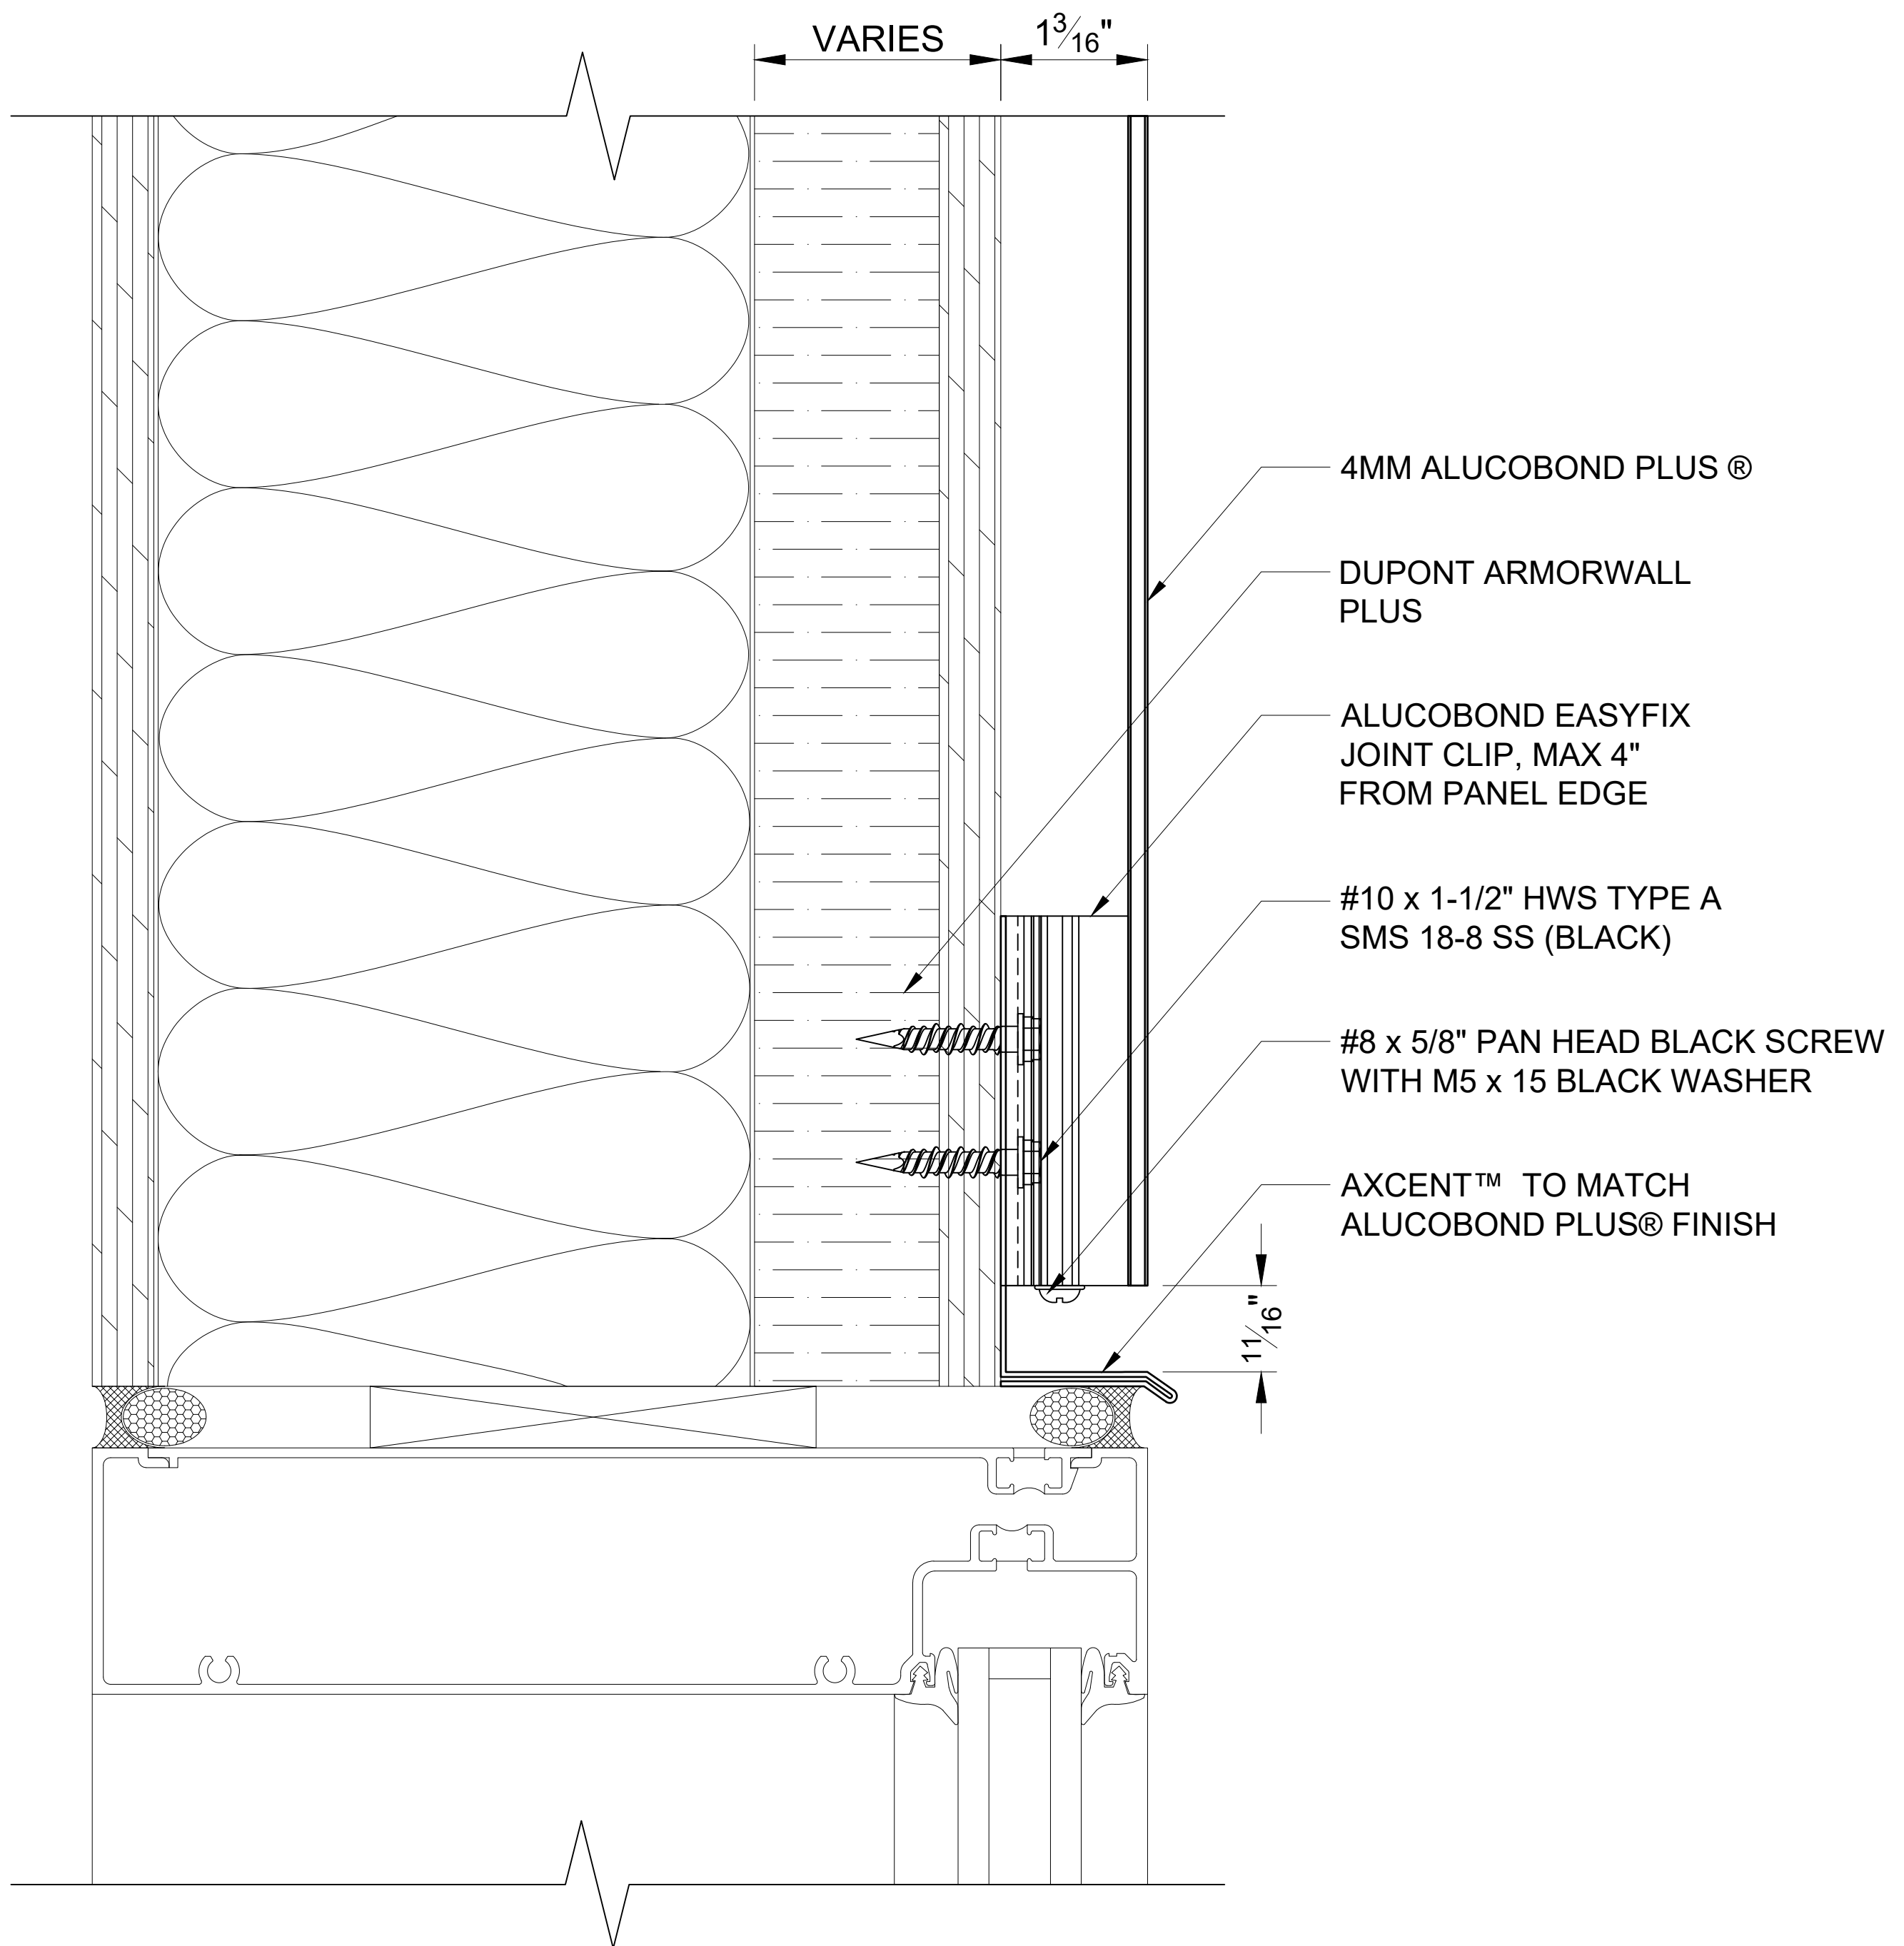 VARIES
1 3/16"
4MM ALUCOBOND PLUS ®
DUPONT ARMORWALL
PLUS
ALUCOBOND EASYFIX
JOINT CLIP, MAX 4"
FROM PANEL EDGE
#10 x 1-1/2" HWS TYPE A
SMS 18-8 SS (BLACK)
#8 x 5/8" PAN HEAD BLACK SCREW
WITH M5 x 15 BLACK WASHER
AXCENT™ TO MATCH
ALUCOBOND PLUS® FINISH
11/16"